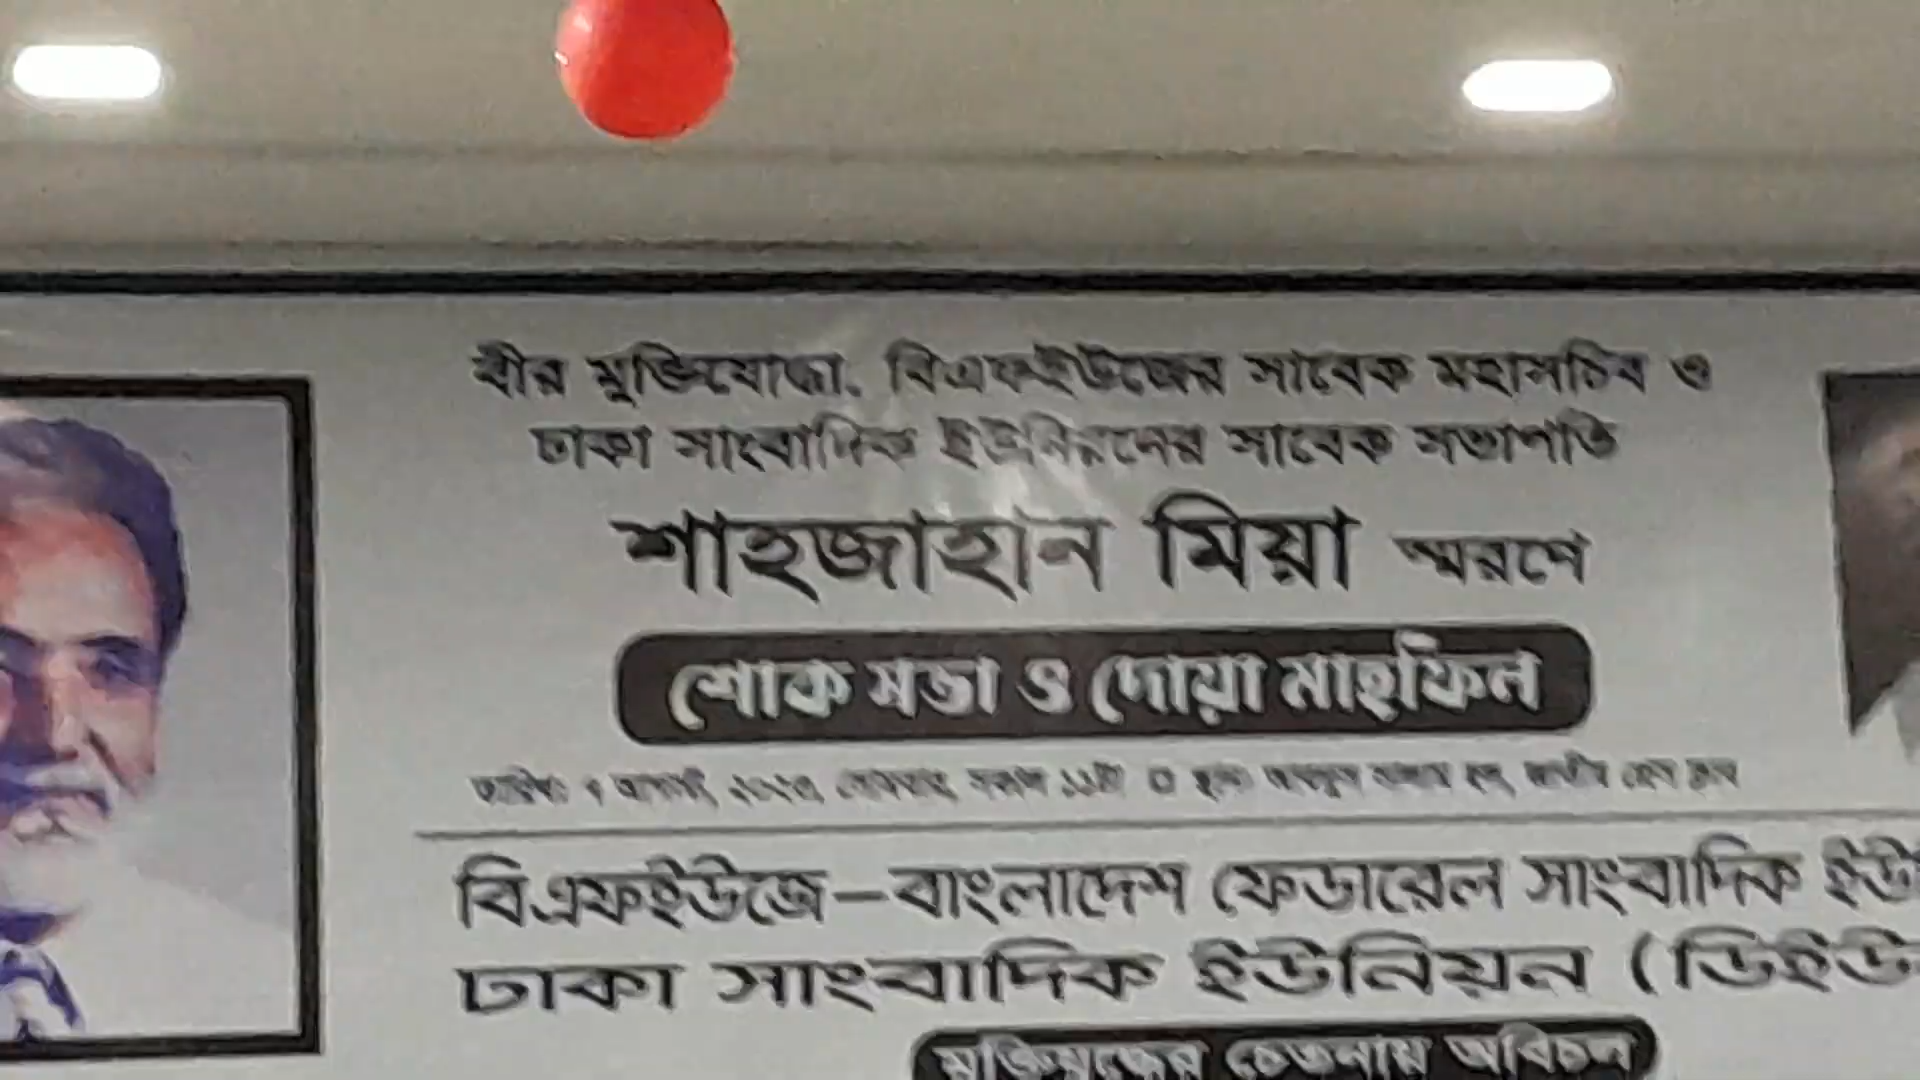 বীর মুক্তিযোদ্ধা, বিএফইউজের সাবেক মহাসচিব ও
ঢাকা সাংবাদিক ইউনিয়নের সাবেক সভাপতি
শাহজাহান মিয়া স্মরণে
শোক সভা ও দোয়া মাহফিল
বিএফইউজে-বাংলাদেশ ফেডারেল সাংবাদিক
ঢাকা সাংবাদিক ইউনিয়ন
মুক্তিযুদ্ধের চেতনায় অবিচল